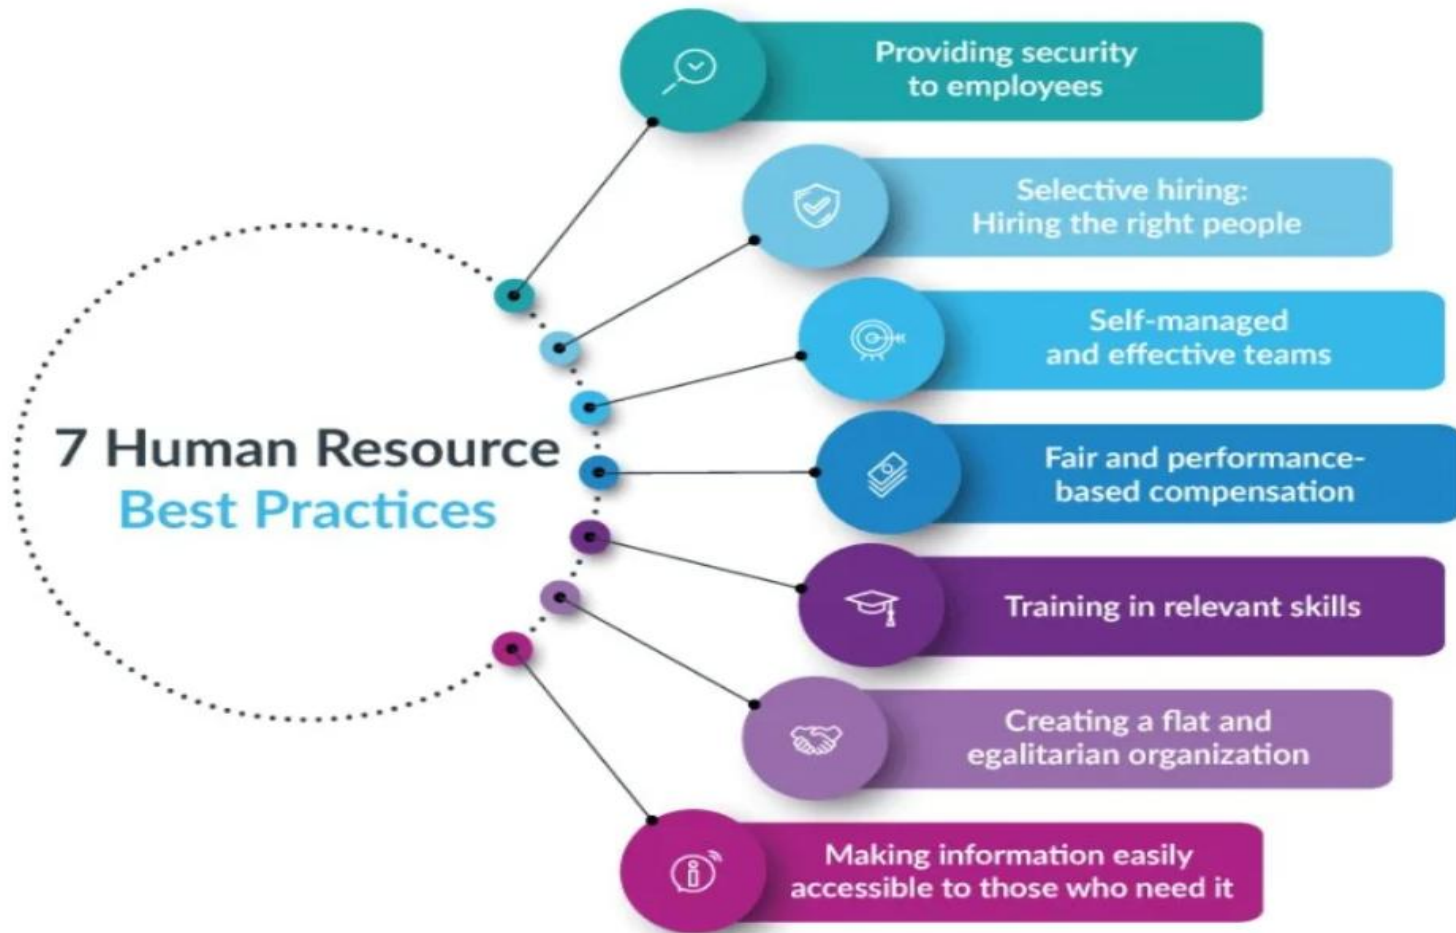 Providing security
to employees
Selective hiring:
Hiring the right people
Self-managed
and effective teams
7 Human Resource
Best Practices
Fair and performance-
based compensation
Training in relevant skills
Creating a flat and
egalitarian organization
Making information easily
accessible to those who need it